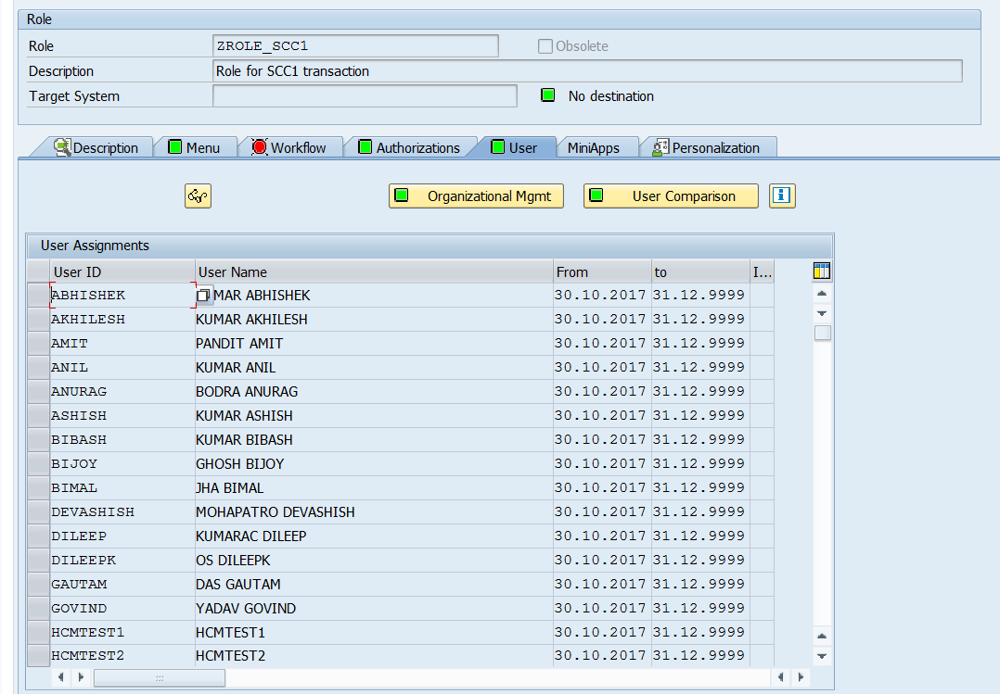 Role
Role ZROLE_SCC1 Obsolete
Description Role for SCC1 transaction
Target System No destination
Description Menu Workflow Authorizations User MiniApps Personalization
Organizational Mgmt User Comparison
User Assignments
User ID User Name From to I...
ABHISHEK MAR ABHISHEK 30.10.2017 31.12.9999
AKHILESH KUMAR AKHILESH 30.10.2017 31.12.9999
AMIT PANDIT AMIT 30.10.2017 31.12.9999
ANIL KUMAR ANIL 30.10.2017 31.12.9999
ANURAG BODRA ANURAG 30.10.2017 31.12.9999
ASHISH KUMAR ASHISH 30.10.2017 31.12.9999
BIBASH KUMAR BIBASH 30.10.2017 31.12.9999
BIJOY GHOSH BIJOY 30.10.2017 31.12.9999
BIMAL JHA BIMAL 30.10.2017 31.12.9999
DEVASHISH MOHAPATRO DEVASHISH 30.10.2017 31.12.9999
DILEEP KUMARAC DILEEP 30.10.2017 31.12.9999
DILEEPK OS DILEEPK 30.10.2017 31.12.9999
GAUTAM DAS GAUTAM 30.10.2017 31.12.9999
GOVIND YADAV GOVIND 30.10.2017 31.12.9999
HCMTEST1 HCMTEST1 30.10.2017 31.12.9999
HCMTEST2 HCMTEST2 30.10.2017 31.12.9999